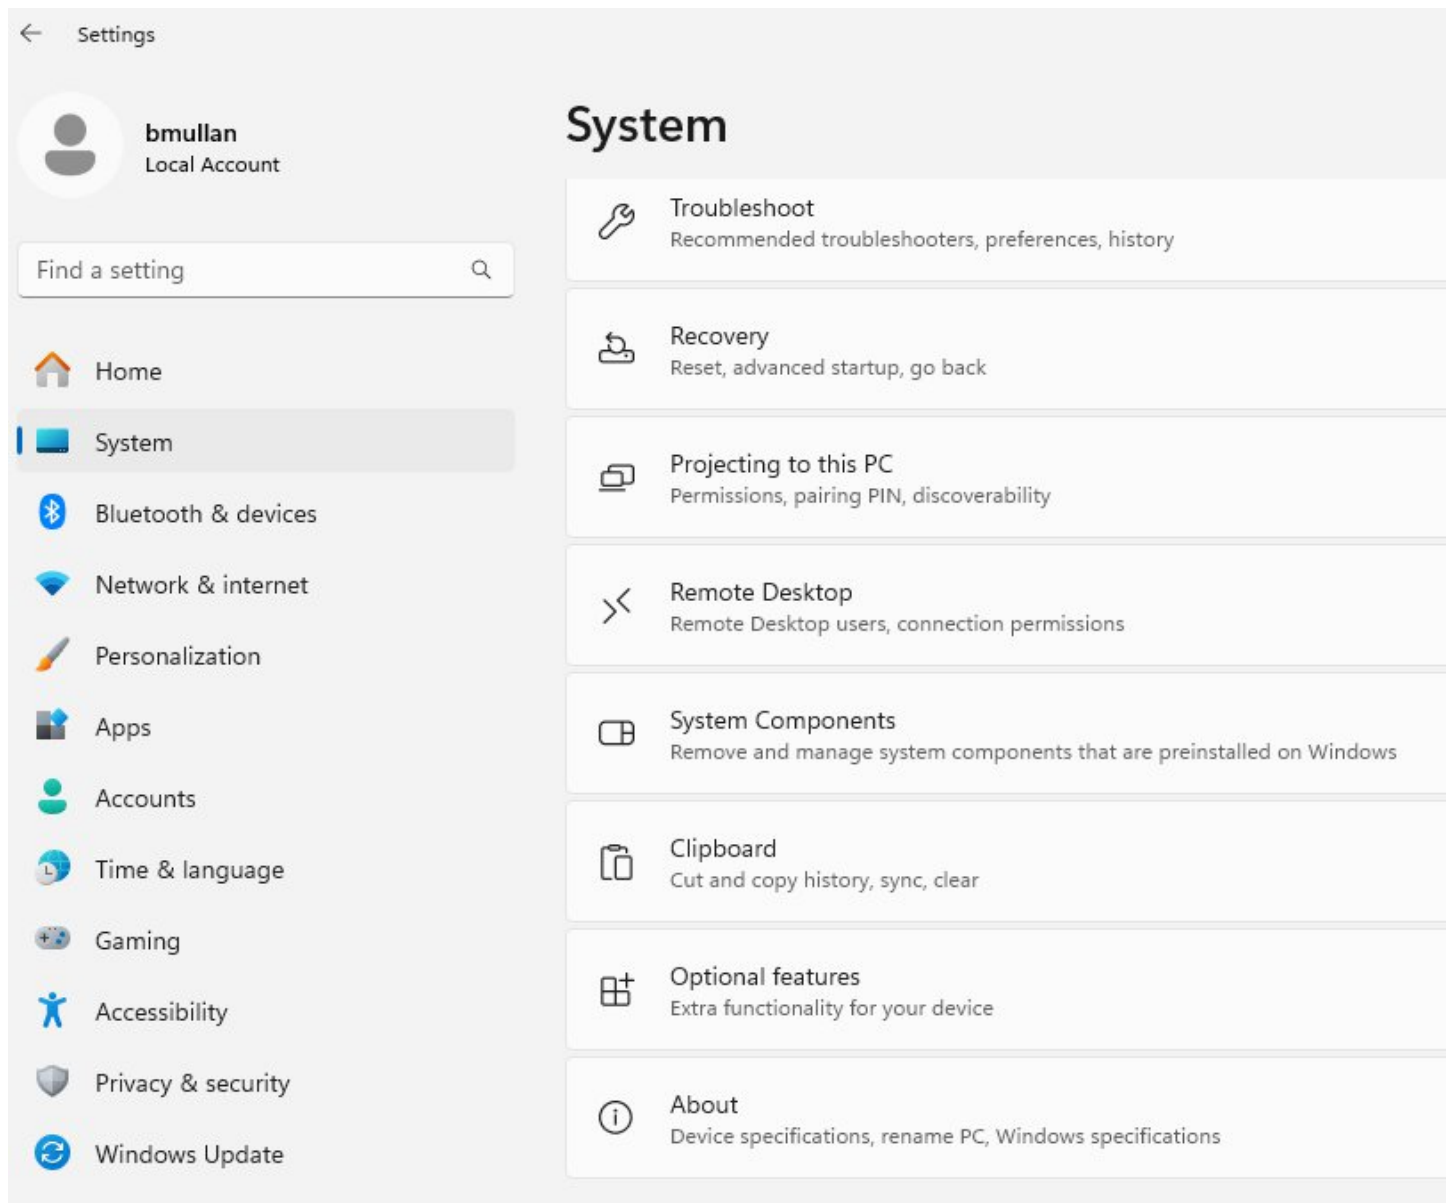 Settings
bmullan
Local Account
Find a setting
Home
System
Bluetooth & devices
Network & internet
Personalization
Apps
Accounts
Time & language
Gaming
Accessibility
Privacy & security
Windows Update
System
Troubleshoot
Recommended troubleshooters, preferences, history
Recovery
Reset, advanced startup, go back
Projecting to this PC
Permissions, pairing PIN, discoverability
Remote Desktop
Remote Desktop users, connection permissions
System Components
Remove and manage system components that are preinstalled on Windows
Clipboard
Cut and copy history, sync, clear
Optional features
Extra functionality for your device
About
Device specifications, rename PC, Windows specifications